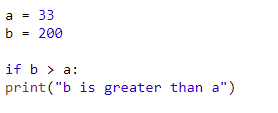 a = 33
b = 200

if b > a:
print("b is greater than a")